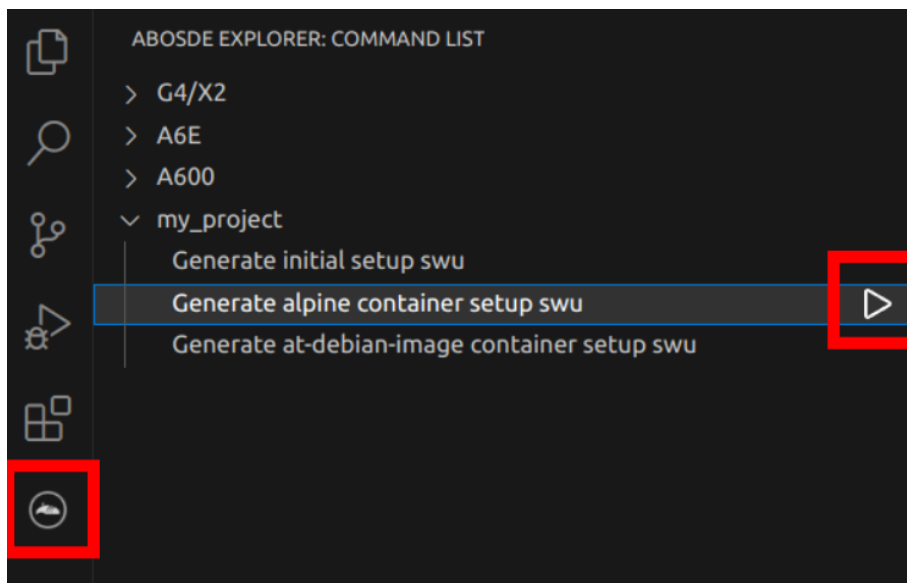 ABOSDE EXPLORER: COMMAND LIST
G4/X2
A6E
A600
my_project
Generate initial setup swu
Generate alpine container setup swu
Generate at-debian-image container setup swu